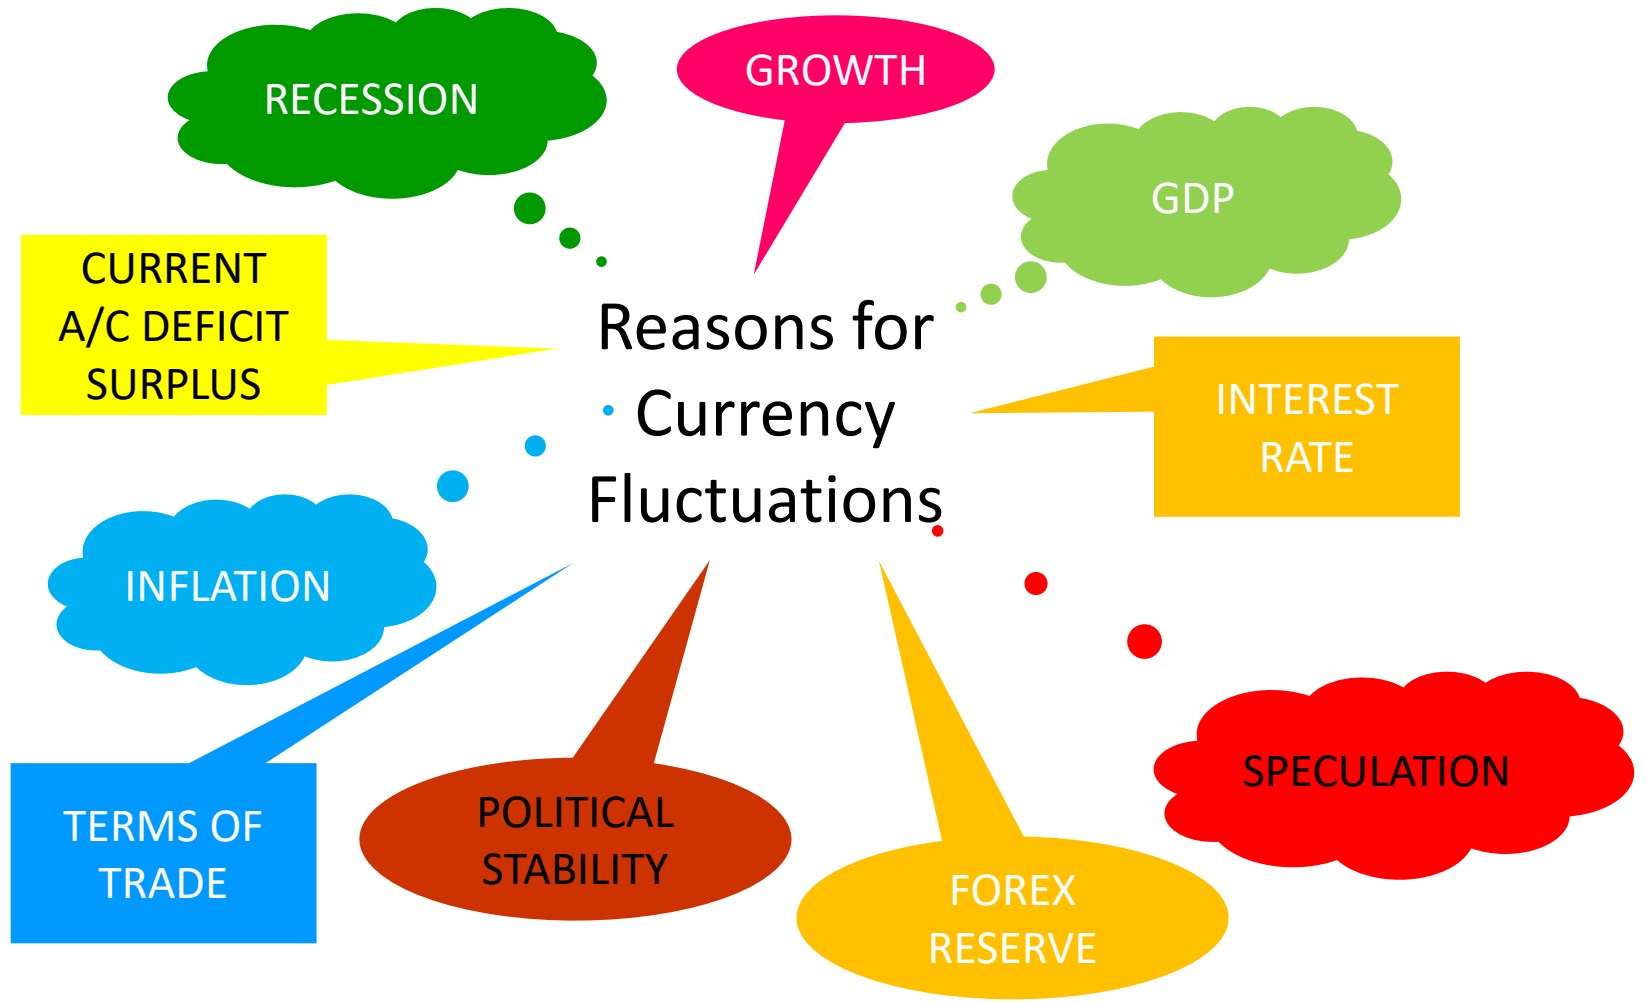 RECESSION
GROWTH
GDP
CURRENT
A/C DEFICIT
SURPLUS
Reasons for
Currency
Fluctuations
INTEREST
RATE
INFLATION
SPECULATION
TERMS OF
TRADE
POLITICAL
STABILITY
FOREX
RESERVE